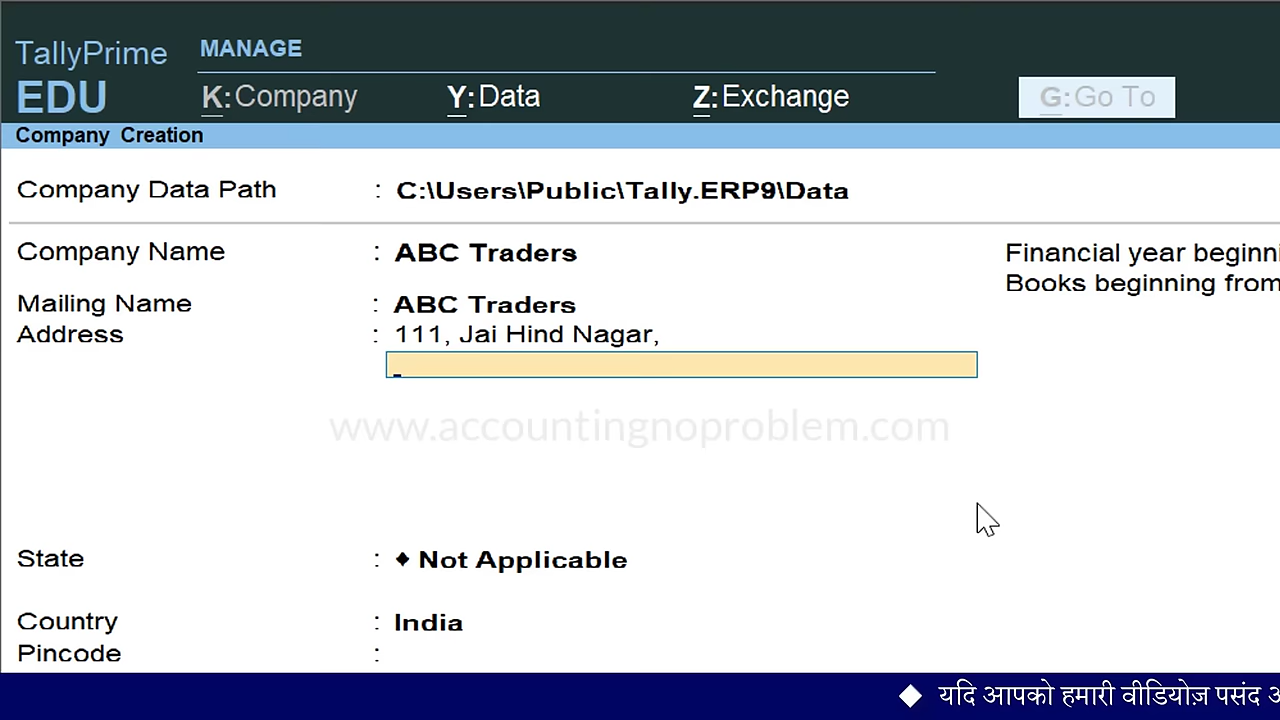 TallyPrime
MANAGE
EDU
K:Company
Y:Data
Z:Exchange
G:Go To
Company Creation
Company Data Path : C:\Users\Public\Tally.ERP9\Data
Company Name : ABC Traders
Financial year
Mailing Name : ABC Traders
Books beginning from
Address : 111, Jai Hind Nagar,
www.accountingnoproblem.com
State : ♦ Not Applicable
Country : India
Pincode :
◆ यदि आपको हमारी वीडियोज़ पसंद